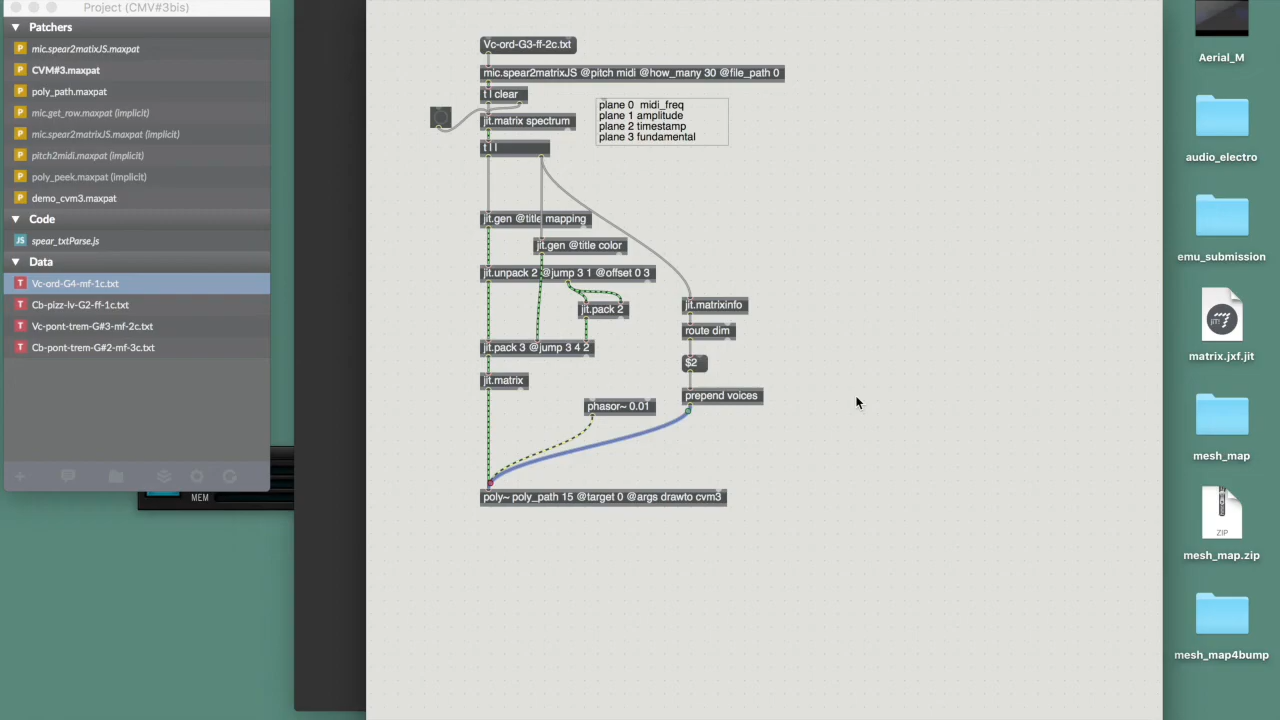 Project (CMV#3bis)
Patchers
mic.spear2matixJS.maxpat
CVM#3.maxpat
poly_path.maxpat
mic.get_row.maxpat (implicit)
mic.spear2matrixJS.maxpat (implicit)
pitch2midi.maxpat (implicit)
poly_peek.maxpat (implicit)
demo_cvm3.maxpat
Code
spear_txtParse.js
Data
Vc-ord-G4-mf-1c.txt
Cb-pizz-lv-G2-ff-1c.txt
Vc-pont-trem-G#3-mf-2c.txt
Cb-pont-trem-G#2-mf-3c.txt
MEM
Vc-ord-G3-ff-2c.txt
mic.spear2matrixJS @pitch midi @how_many 30 @file_path 0
t l clear
plane 0 midi_freq
plane 1 amplitude
plane 2 timestamp
plane 3 fundamental
jit.matrix spectrum
t l l
jit.gen @title mapping
jit.gen @title color
jit.unpack 2 @jump 3 1 @offset 0 3
jit.pack 2
jit.matrixinfo
route dim
jit.pack 3 @jump 3 4 2
$2
jit.matrix
prepend voices
phasor~ 0.01
poly~ poly_path 15 @target 0 @args drawto cvm3
Aerial_M
audio_electro
emu_submission
JIT!
matrix.jxf.jit
mesh_map
ZIP
mesh_map.zip
mesh_map4bump